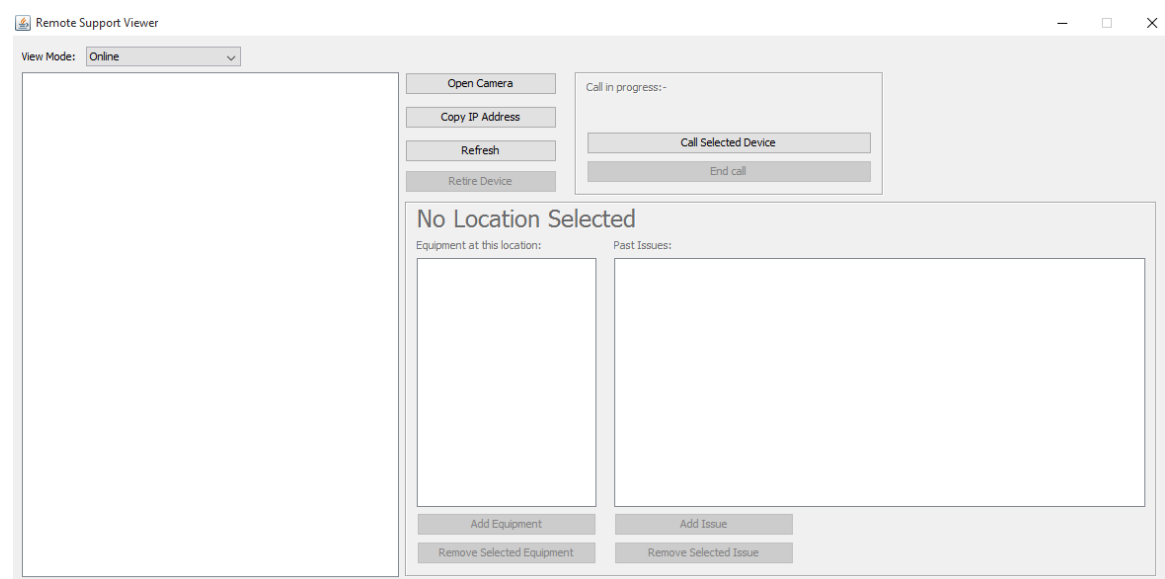 Remote Support Viewer
View Mode: Online
Open Camera
Copy IP Address
Refresh
Retire Device
Call in progress:-
Call Selected Device
End call
No Location Selected
Equipment at this location:
Past Issues:
Add Equipment
Remove Selected Equipment
Add Issue
Remove Selected Issue